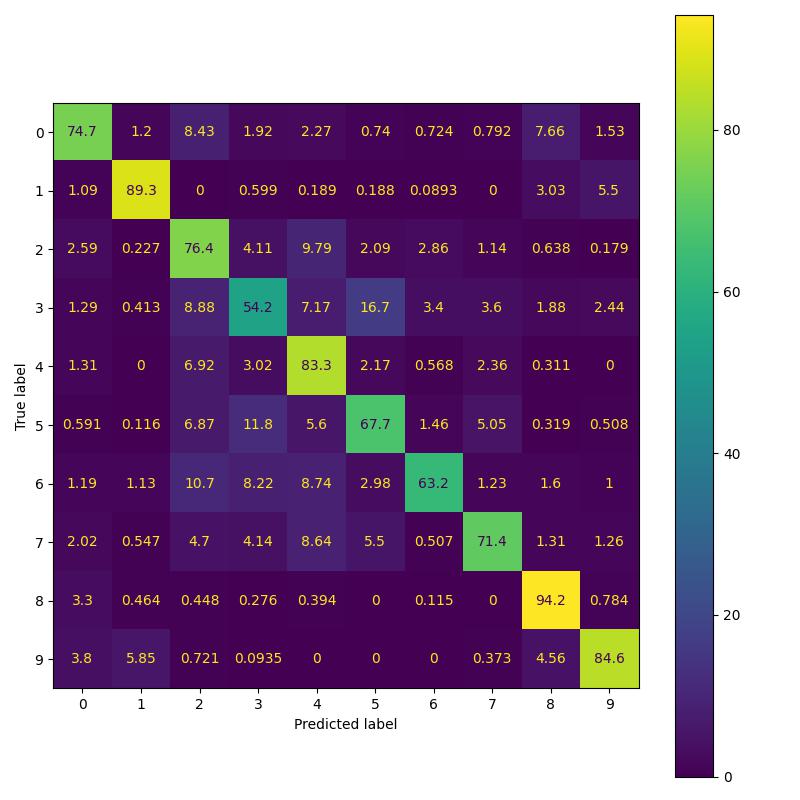 0 74.7 1.2 8.43 1.92 2.27 0.74 0.724 0.792 7.66 1.53
1 1.09 89.3 0 0.599 0.189 0.188 0.0893 0 3.03 5.5
2 2.59 0.227 76.4 4.11 9.79 2.09 2.86 1.14 0.638 0.179
3 1.29 0.413 8.88 54.2 7.17 16.7 3.4 3.6 1.88 2.44
4 1.31 0 6.92 3.02 83.3 2.17 0.568 2.36 0.311 0
5 0.591 0.116 6.87 11.8 5.6 67.7 1.46 5.05 0.319 0.508
6 1.19 1.13 10.7 8.22 8.74 2.98 63.2 1.23 1.6 1
7 2.02 0.547 4.7 4.14 8.64 5.5 0.507 71.4 1.31 1.26
8 3.3 0.464 0.448 0.276 0.394 0 0.115 0 94.2 0.784
9 3.8 5.85 0.721 0.0935 0 0 0 0.373 4.56 84.6
0 1 2 3 4 5 6 7 8 9
Predicted label
True label
80
60
40
20
0